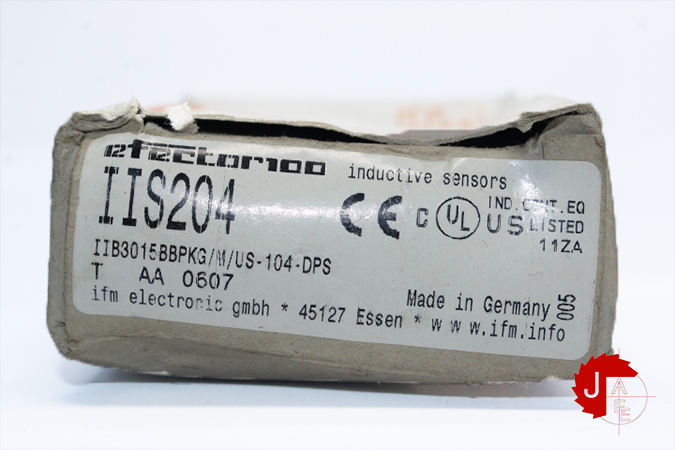 efector100
inductive sensors
IIS204
CE C UL US IND.CONT.EQ
LISTED
11ZA
IIB3015BBPKG/M/US-104-DPS
T AA 0607
Made in Germany
005
ifm electronic gmbh * 45127 Essen * www.ifm.info
J
A
E
E